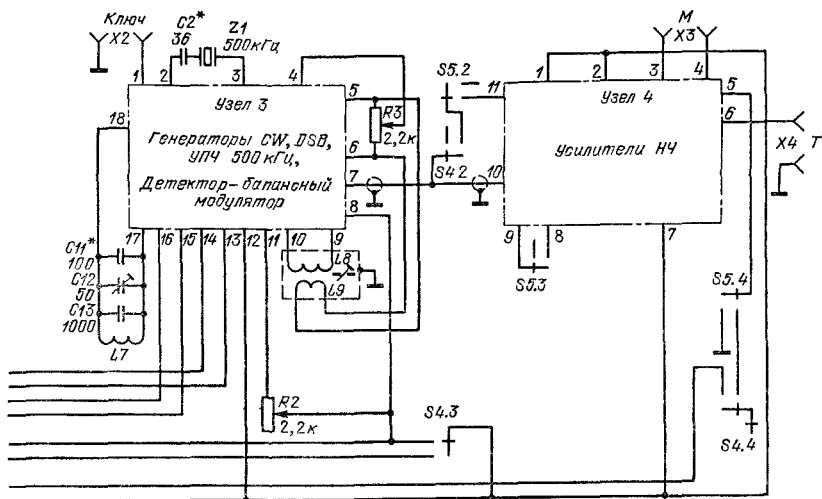 Ключ
X2
C2*
36
Z1
500кГц
М
X3
1
2
3
4
1
2
3
4
S5.2
18
Узел 3
Генераторы CW, DSB,
УПЧ 500кГц,
Детектор-балансный
модулятор
5
6
7
8
R3
2,2к
11
10
S4 2
Узел 4
Усилители НЧ
5
6
X4
Т
17
16
15
14
13
12
11
10
9
9
8
7
C11*
100
C12
50
C13
1000
L7
L8
L9
S5.3
S5.4
R2
2,2к
S4.3
S4.4